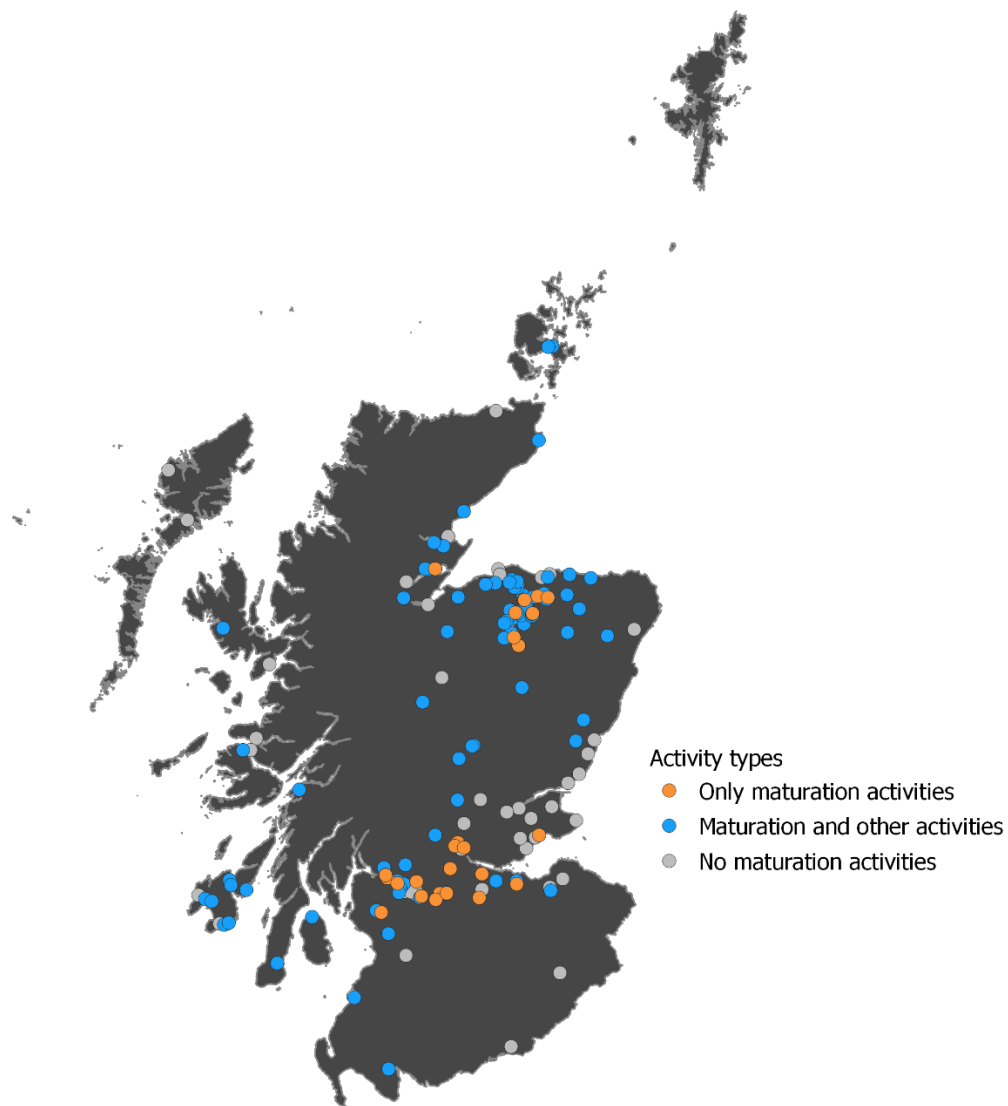 Activity types
Only maturation activities
Maturation and other activities
No maturation activities